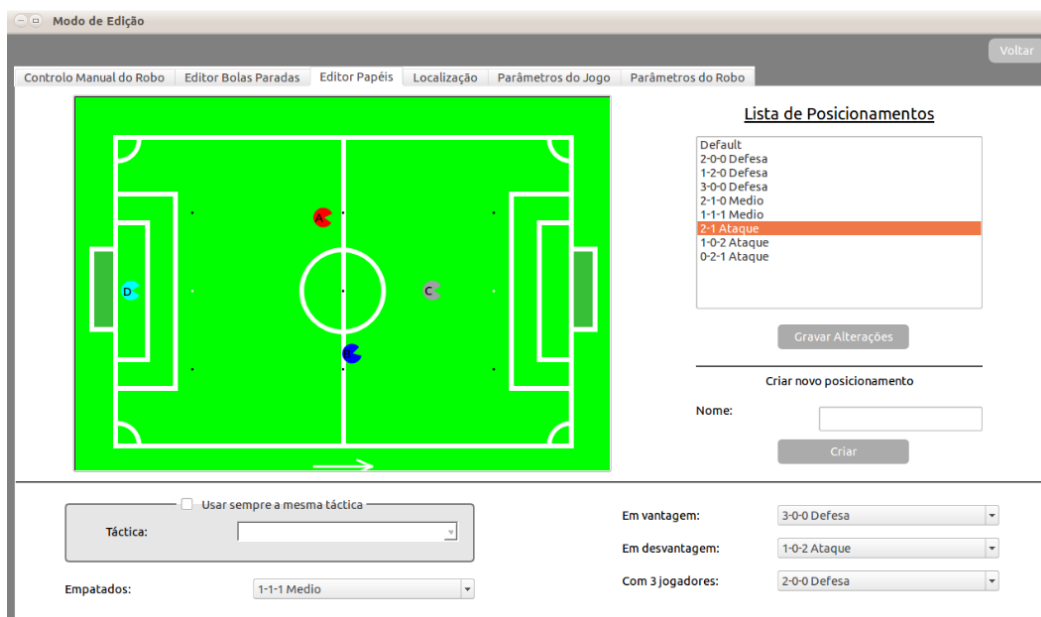 Modo de Edição
Voltar
Controlo Manual do Robo
Editor Bolas Paradas
Editor Papéis
Localização
Parâmetros do Jogo
Parâmetros do Robo
A
D
C
B
Lista de Posicionamentos
Default
2-0-0 Defesa
1-2-0 Defesa
3-0-0 Defesa
2-1-0 Medio
1-1-1 Medio
2-1 Ataque
1-0-2 Ataque
0-2-1 Ataque
Gravar Alterações
Criar novo posicionamento
Nome:
Criar
Usar sempre a mesma táctica
Táctica:
Empatados:
1-1-1 Medio
Em vantagem:
3-0-0 Defesa
Em desvantagem:
1-0-2 Ataque
Com 3 jogadores:
2-0-0 Defesa